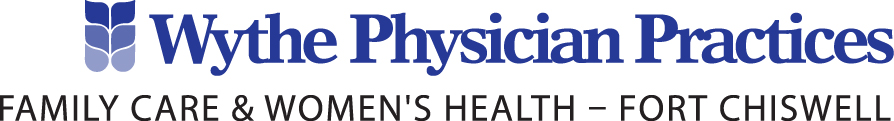 Wythe Physician Practices
FAMILY CARE & WOMEN'S HEALTH – FORT CHISWELL